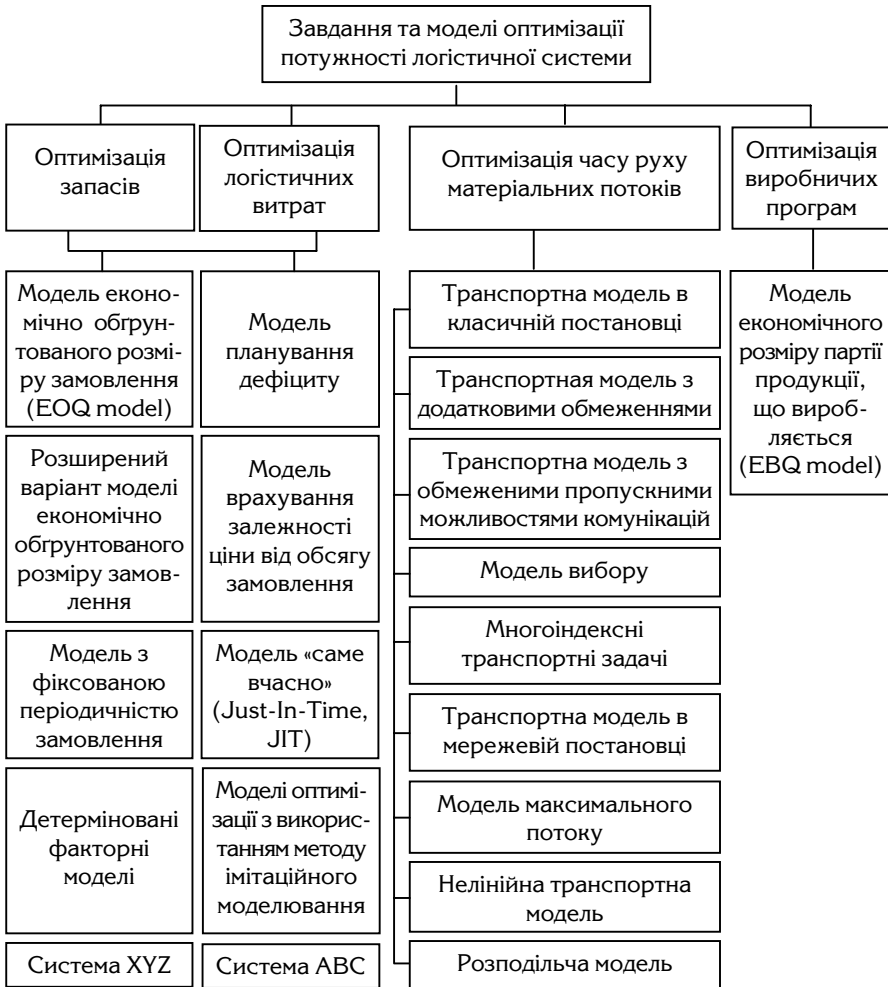 Завдання та моделі оптимізації
потужності логістичної системи
Оптимізація
запасів
Оптимізація
логістичних
витрат
Оптимізація часу руху
матеріальних потоків
Оптимізація
виробничих
програм
Модель еконо-
мічно обґрун-
тованого розмі-
ру замовлення
(EOQ model)
Розширений
варіант моделі
економічно
обґрунтованого
розміру замов-
лення
Модель з
фіксованою
періодичністю
замовлення
Детерміновані
факторні
моделі
Система XYZ
Модель
планування
дефіциту
Модель
врахування
залежності
ціни від обсягу
замовлення
Модель «саме
вчасно»
(Just-In-Time,
JIT)
Моделі оптимі-
зації з викорис-
танням методу
імітаційного
моделювання
Система ABC
Транспортна модель в
класичній постановці
Транспортная модель з
додатковими обмеженнями
Транспортна модель з
обмеженими пропускними
можливостями комунікацій
Модель вибору
Многоіндексні
транспортні задачі
Транспортна модель в
мережевій постановці
Модель максимального
потоку
Нелінійна транспортна
модель
Розподільча модель
Модель
економічного
розміру партії
продукції,
що вироб-
ляється
(EBQ model)